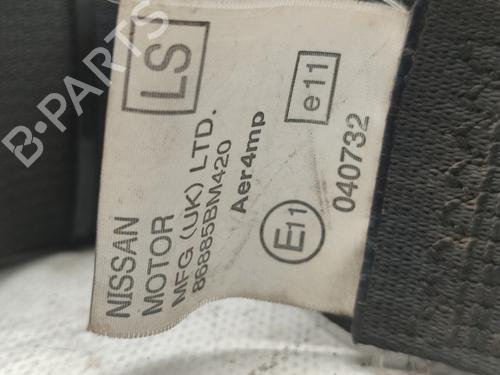 LS
NISSAN
MOTOR
MFG. (UK) LTD.
86885BM420
Aer4mp
e11
E11
040732
B-PARTS